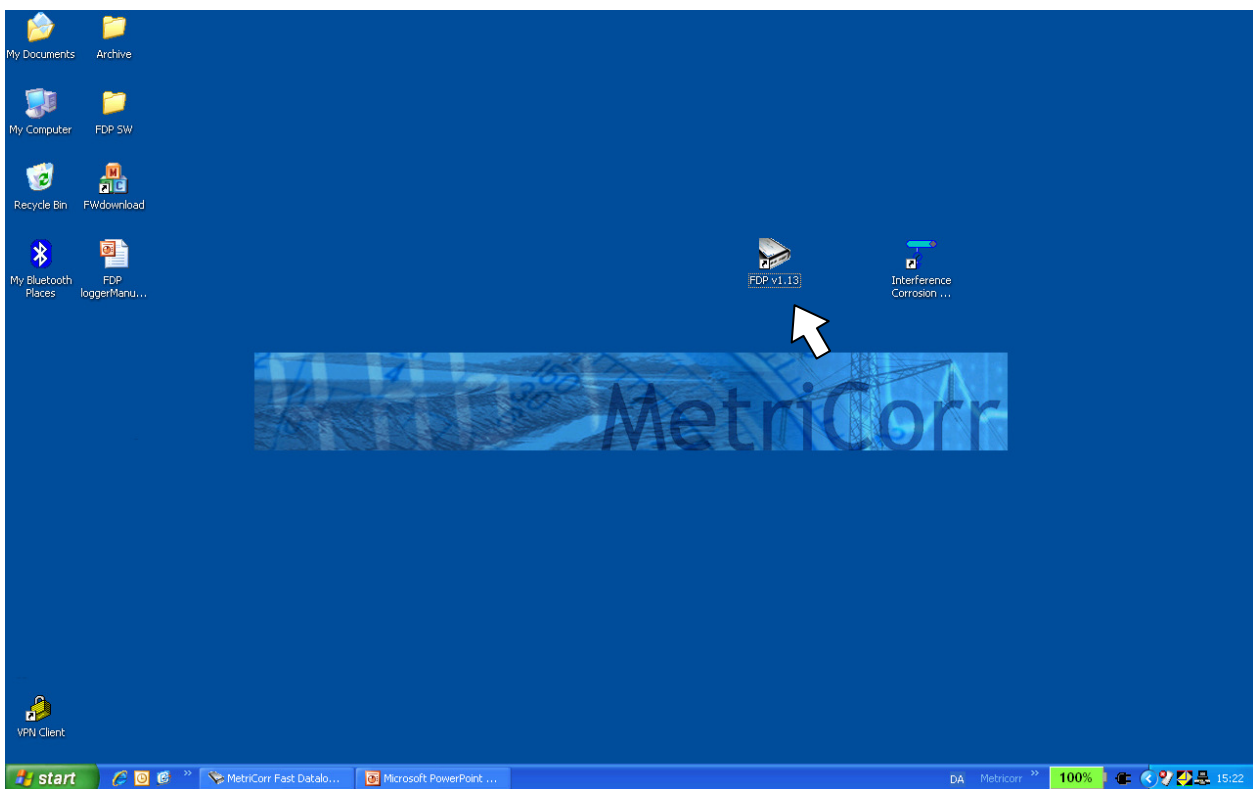 My Documents
Archive
My Computer
FDP SW
Recycle Bin
FWdownload
My Bluetooth
Places
FDP
loggerManu...
FDP v1.13
Interference
Corrosion ...
MetriCorr
VPN Client
start
»
MetriCorr Fast Datalo...
Microsoft PowerPoint ...
DA
Metricorr
»
100%
15:22